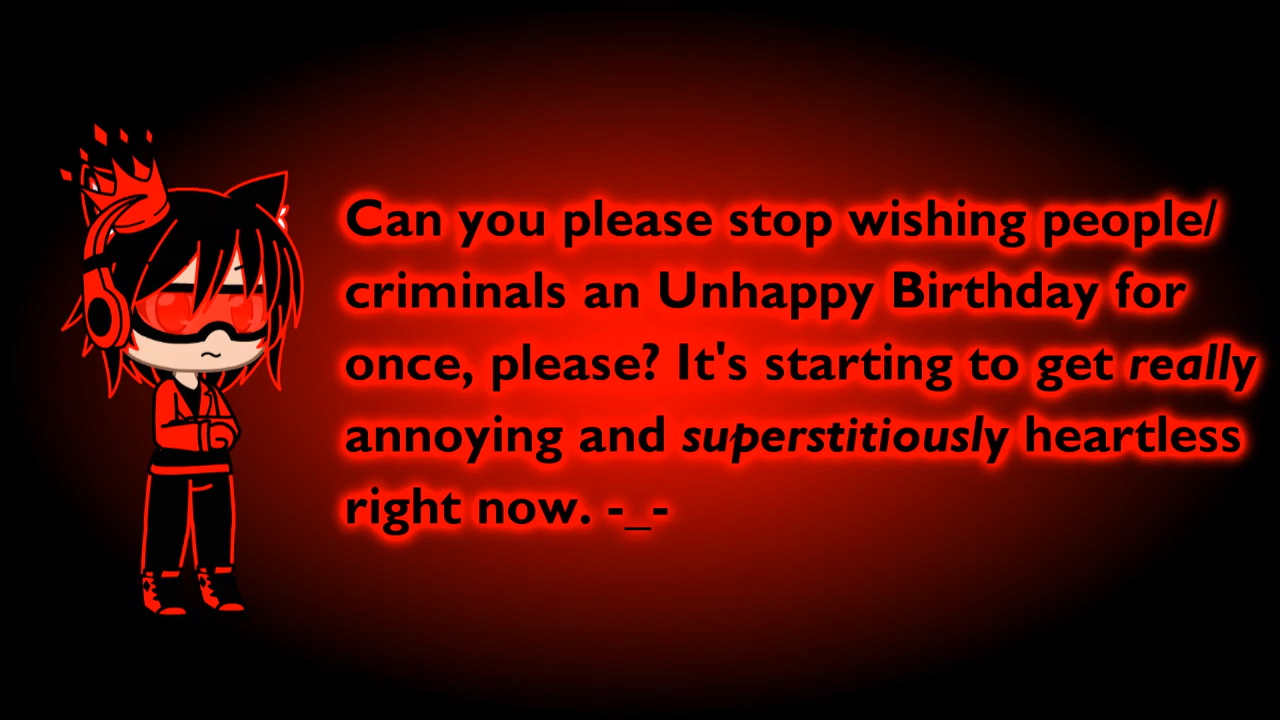 Can you please stop wishing people/
criminals an Unhappy Birthday for
once, please? It's starting to get really
annoying and superstitiously heartless
right now. -_-